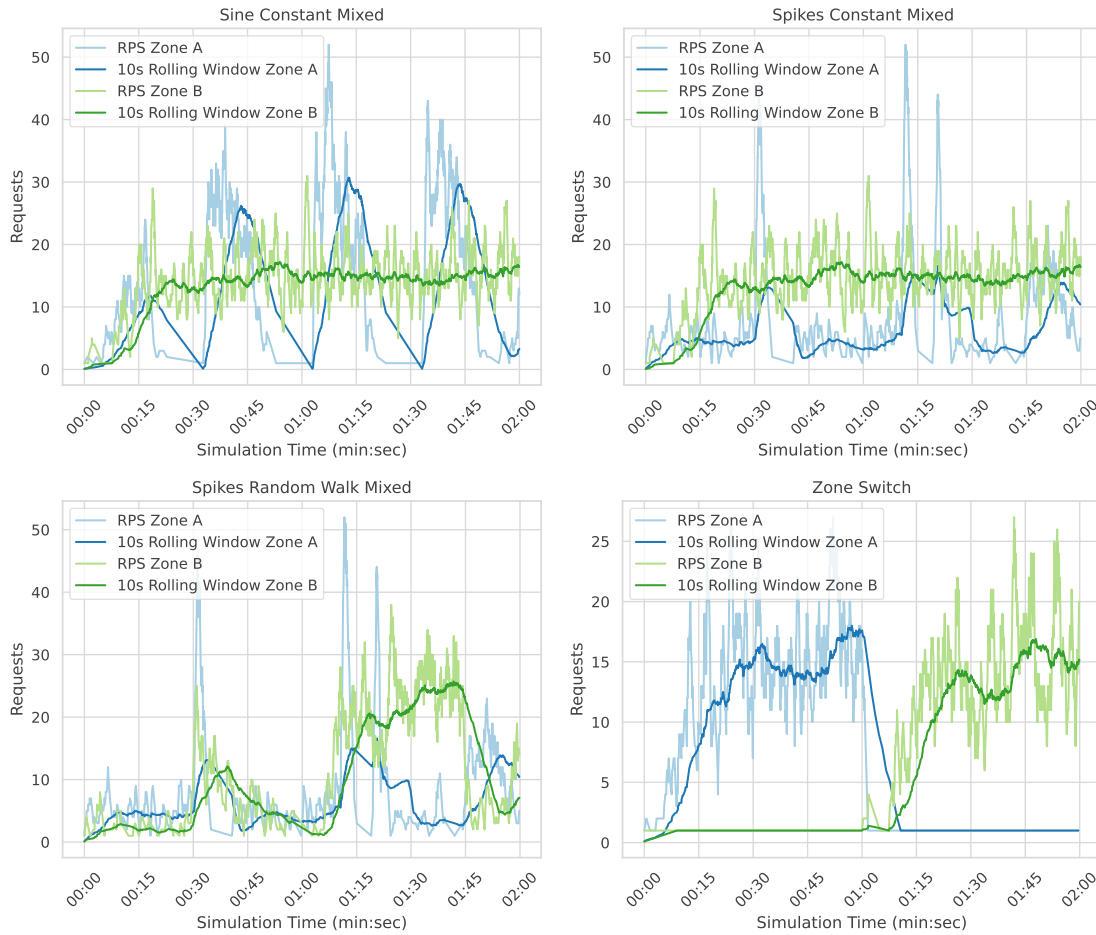 Sine Constant Mixed
RPS Zone A
10s Rolling Window Zone A
RPS Zone B
10s Rolling Window Zone B
50
40
30
20
10
0
Requests
00:00
00:15
00:30
00:45
01:00
01:15
01:30
01:45
02:00
Simulation Time (min:sec)
Spikes Constant Mixed
RPS Zone A
10s Rolling Window Zone A
RPS Zone B
10s Rolling Window Zone B
50
40
30
20
10
0
Requests
00:00
00:15
00:30
00:45
01:00
01:15
01:30
01:45
02:00
Simulation Time (min:sec)
Spikes Random Walk Mixed
RPS Zone A
10s Rolling Window Zone A
RPS Zone B
10s Rolling Window Zone B
50
40
30
20
10
0
Requests
00:00
00:15
00:30
00:45
01:00
01:15
01:30
01:45
02:00
Simulation Time (min:sec)
Zone Switch
RPS Zone A
10s Rolling Window Zone A
RPS Zone B
10s Rolling Window Zone B
25
20
15
10
5
0
Requests
00:00
00:15
00:30
00:45
01:00
01:15
01:30
01:45
02:00
Simulation Time (min:sec)